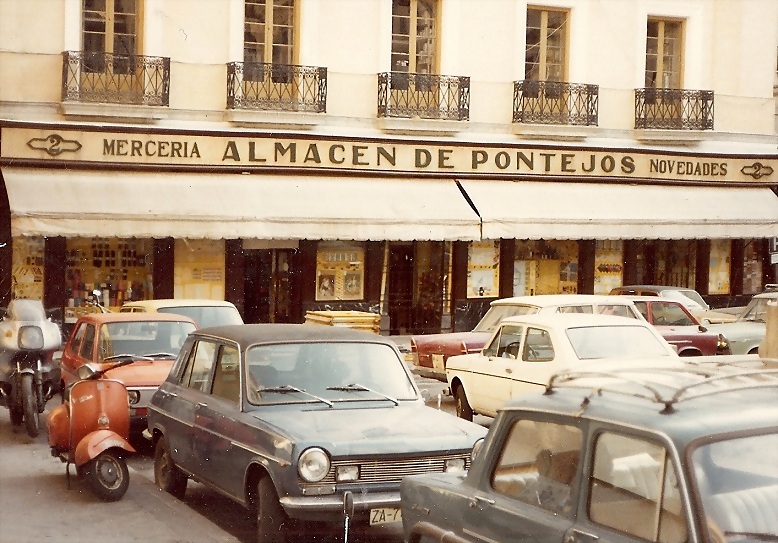 2 MERCERIA ALMACEN DE PONTEJOS NOVEDADES 2
ZA-7